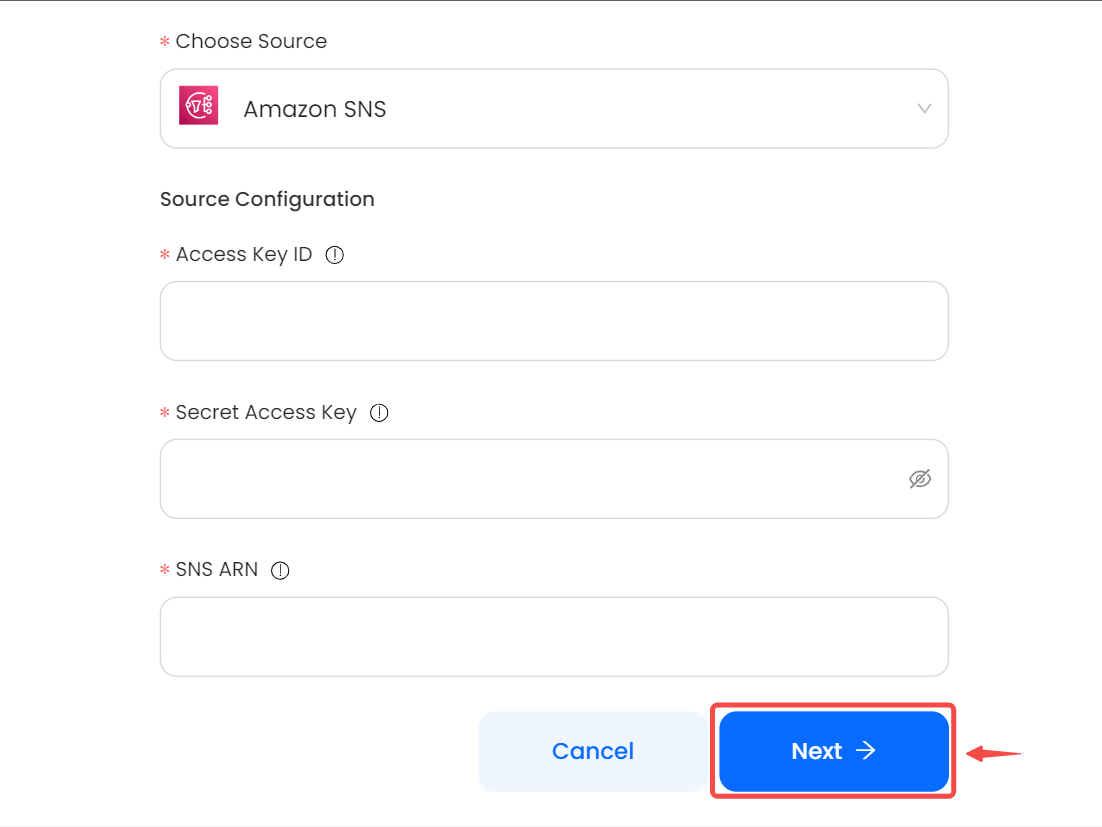 * Choose Source
Amazon SNS
Source Configuration
* Access Key ID
* Secret Access Key
* SNS ARN
Cancel
Next →